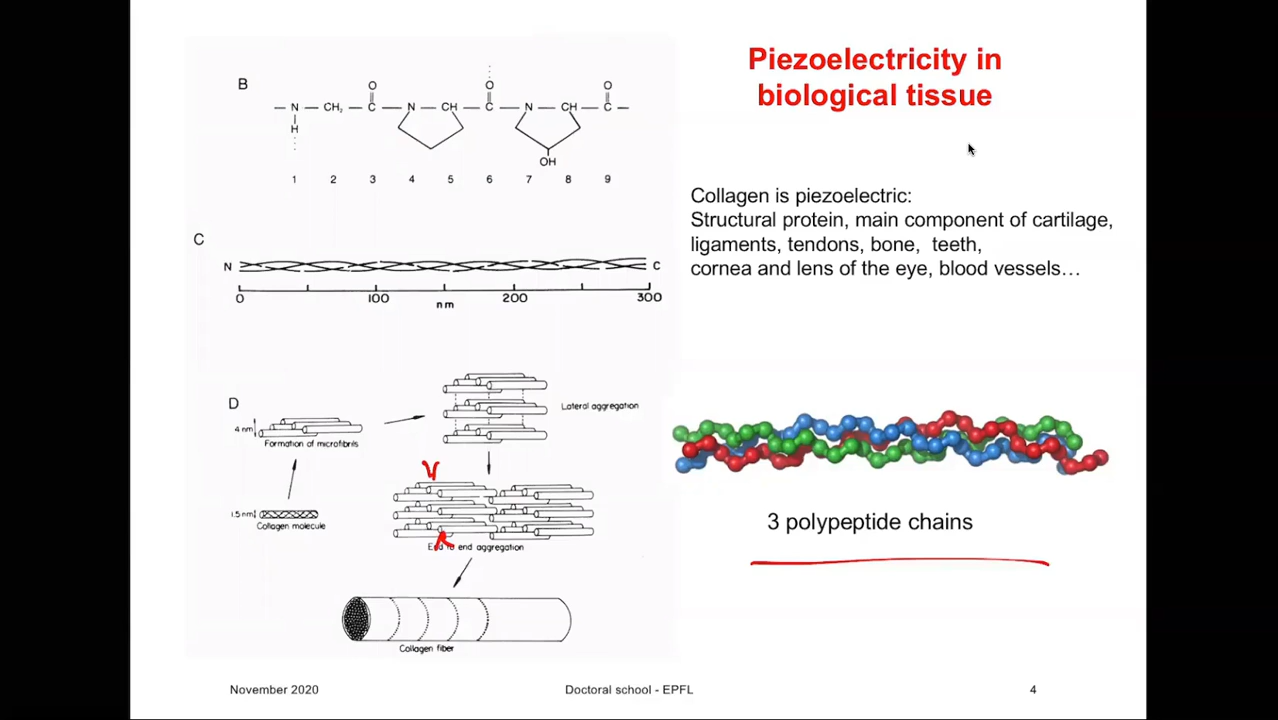 Piezoelectricity in
biological tissue
B
O O O
N CH₂ C N CH C N CH C
H
OH
1 2 3 4 5 6 7 8 9
C
N C
0 100 200 300
nm
Collagen is piezoelectric:
Structural protein, main component of cartilage,
ligaments, tendons, bone, teeth,
cornea and lens of the eye, blood vessels…
D
4 nm
Formation of microfibrils
Lateral aggregation
1.5nm
Collagen molecule
End to end aggregation
Collagen fiber
3 polypeptide chains
November 2020
Doctoral school - EPFL
4